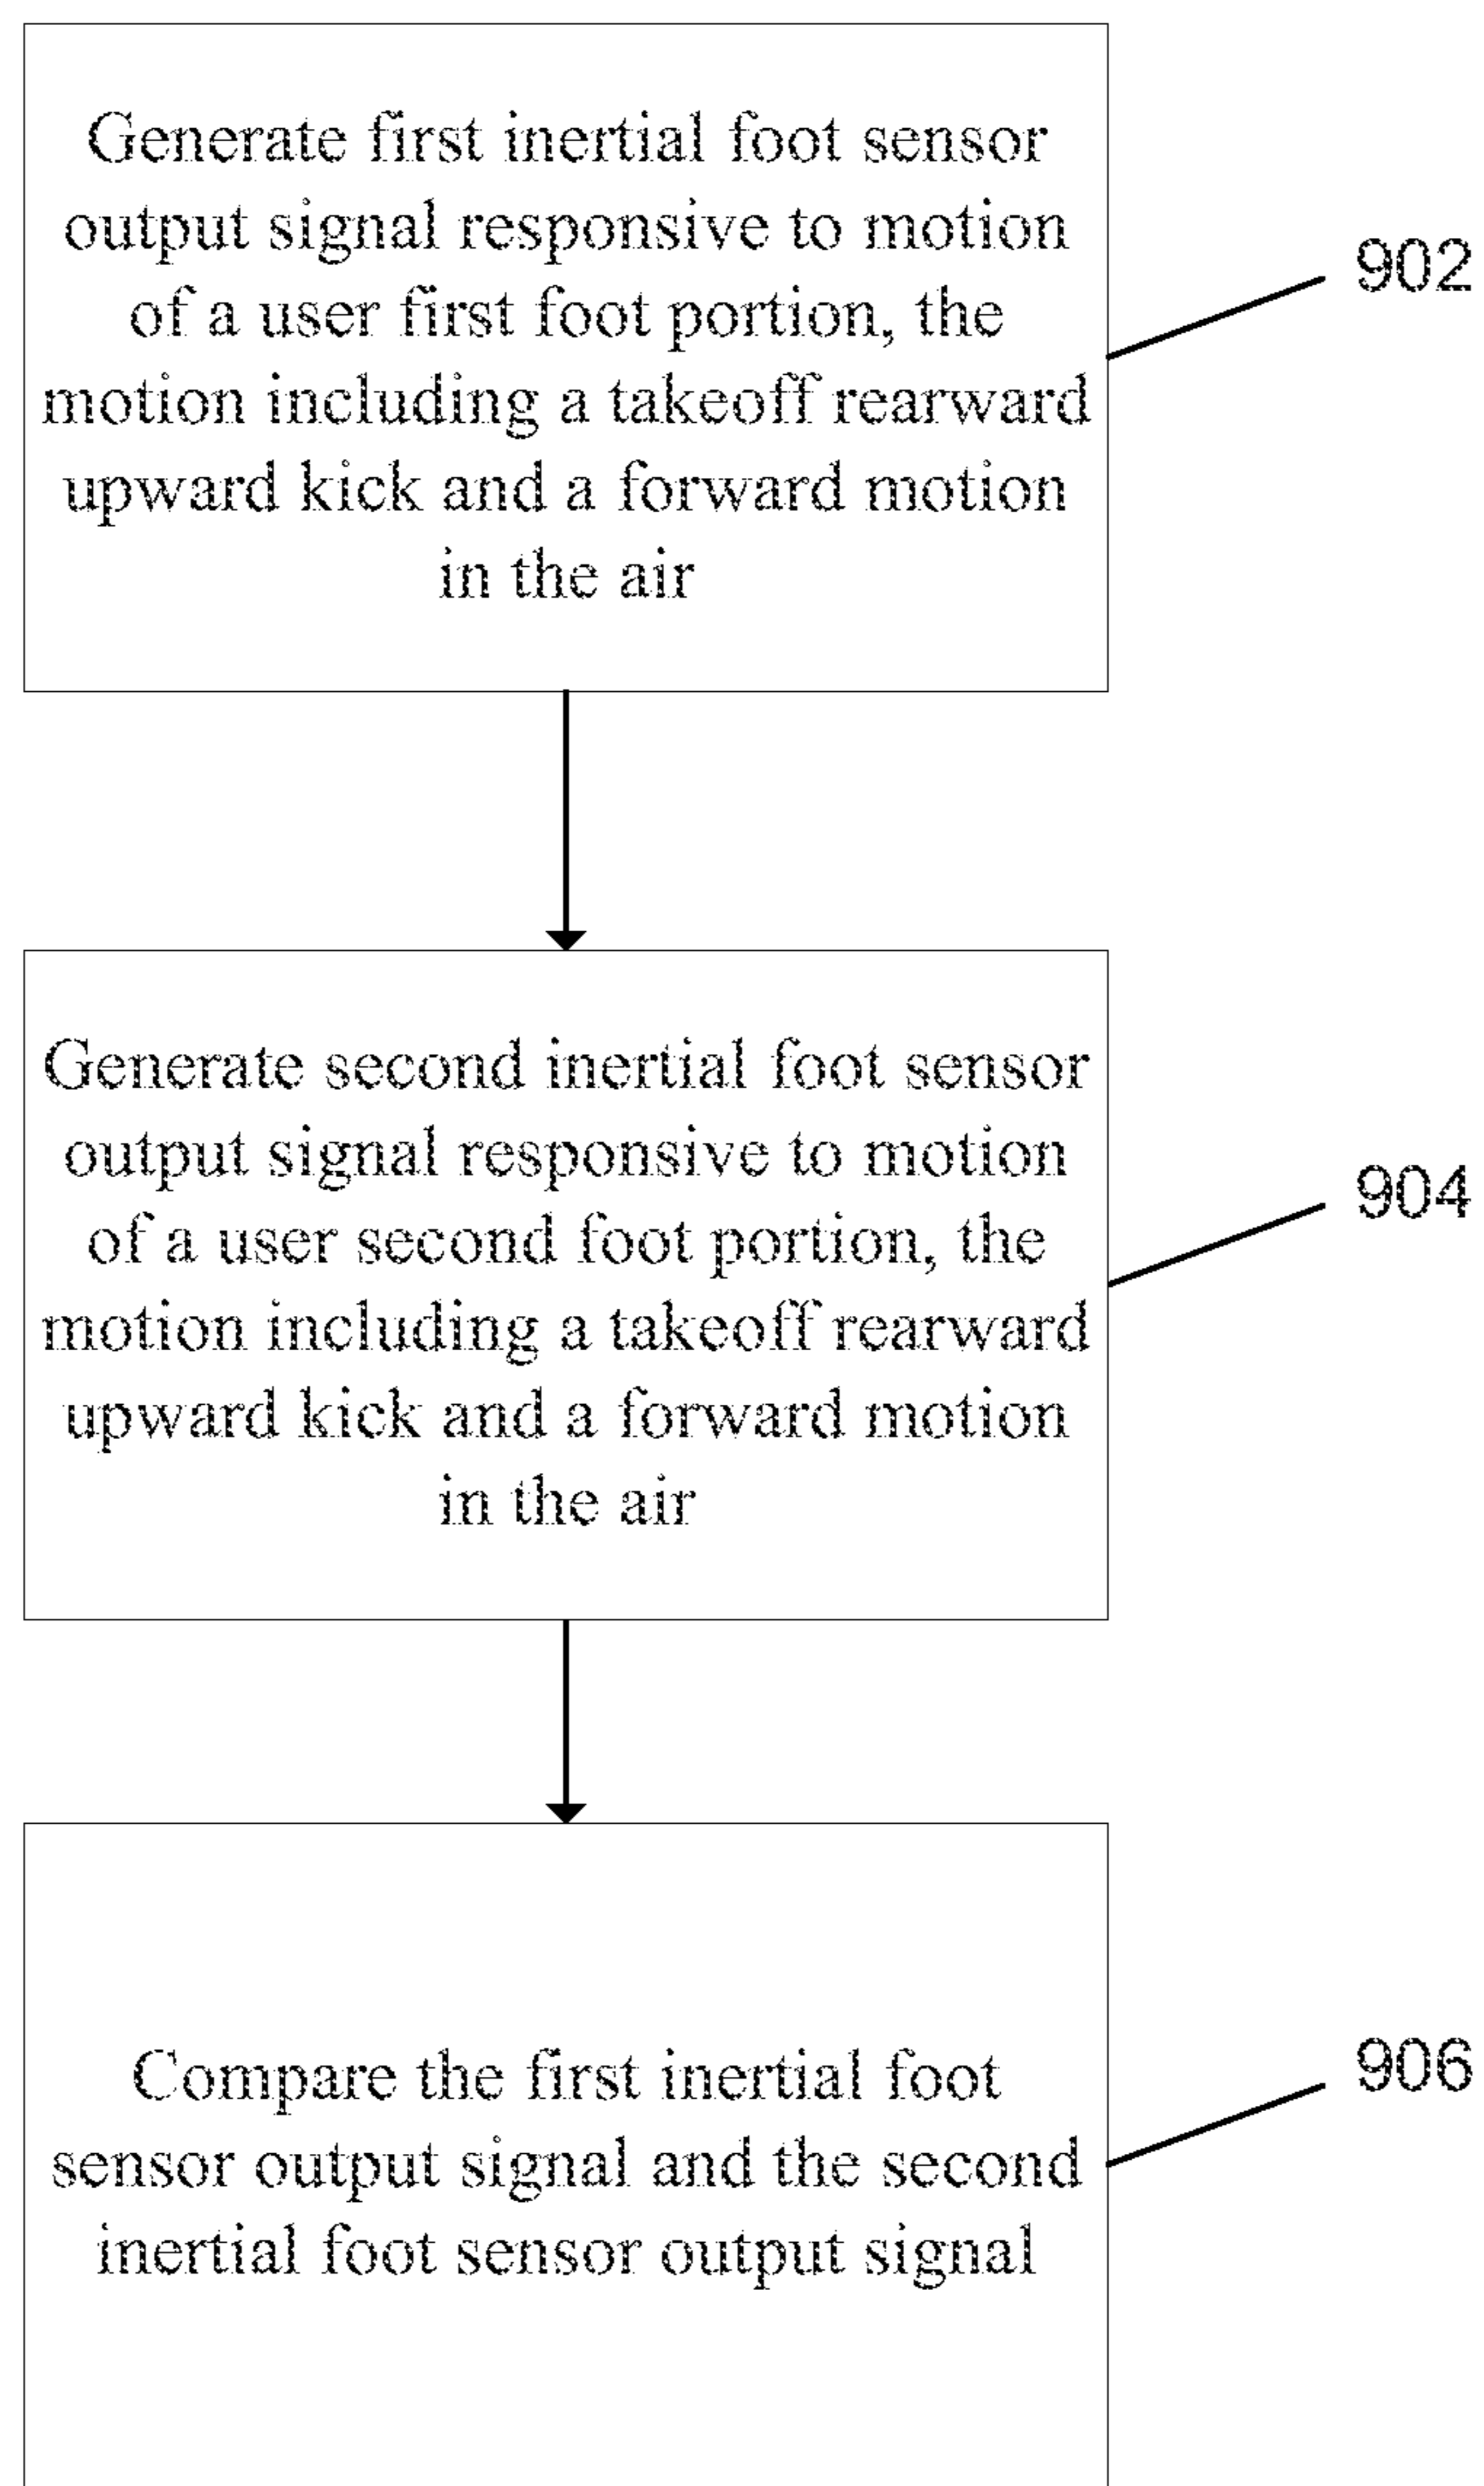 Generate first inertial foot sensor
output signal responsive to motion
of a user first foot portion, the
motion including a takeoff rearward
upward kick and a forward motion
in the air
902
Generate second inertial foot sensor
output signal responsive to motion
of a user second foot portion, the
motion including a takeoff rearward
upward kick and a forward motion
in the air
904
Compare the first inertial foot
sensor output signal and the second
inertial foot sensor output signal
906